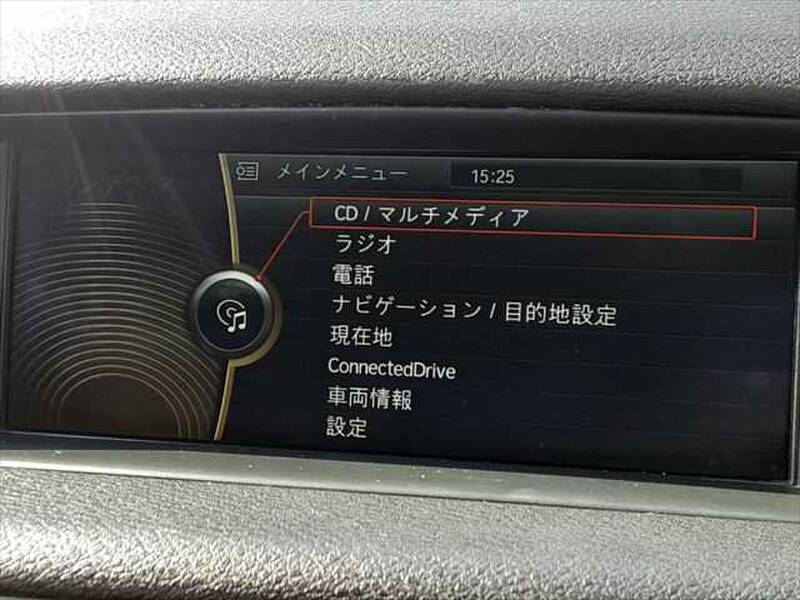 メインメニュー 15:25
CD / マルチメディア
ラジオ
電話
ナビゲーション / 目的地設定
現在地
ConnectedDrive
車両情報
設定